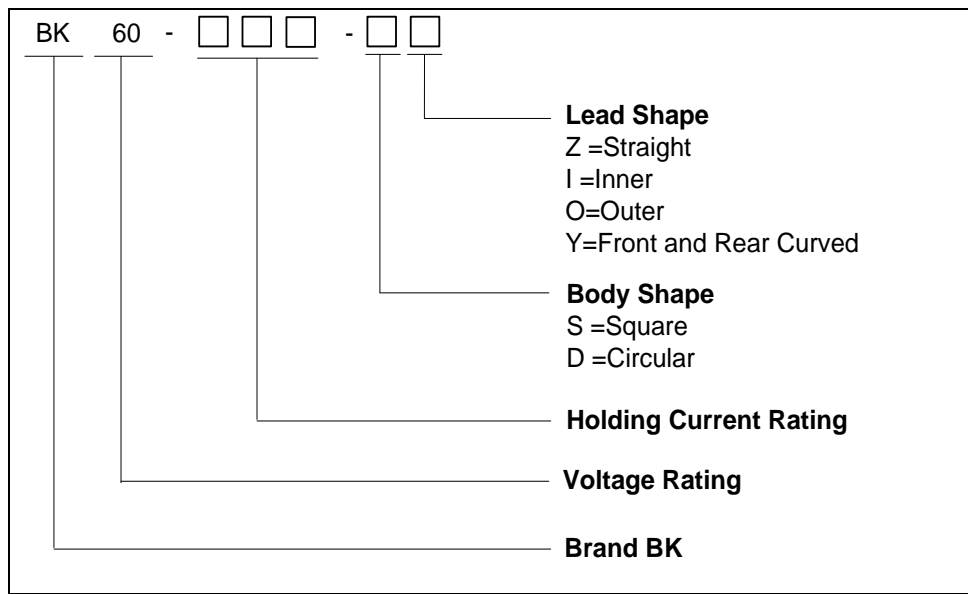 BK 60 - □ □ □ - □ □
Lead Shape
Z =Straight
I =Inner
O=Outer
Y=Front and Rear Curved
Body Shape
S =Square
D =Circular
Holding Current Rating
Voltage Rating
Brand BK